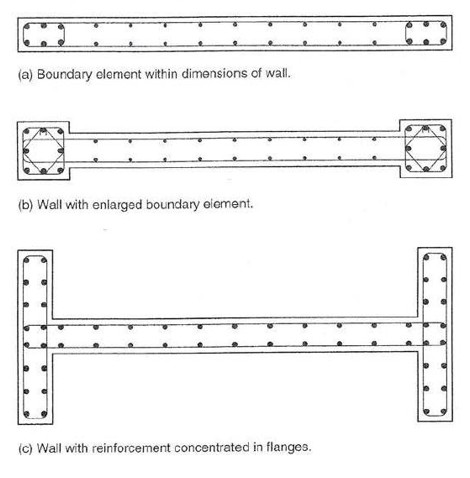 (a) Boundary element within dimensions of wall.
(b) Wall with enlarged boundary element.
(c) Wall with reinforcement concentrated in flanges.